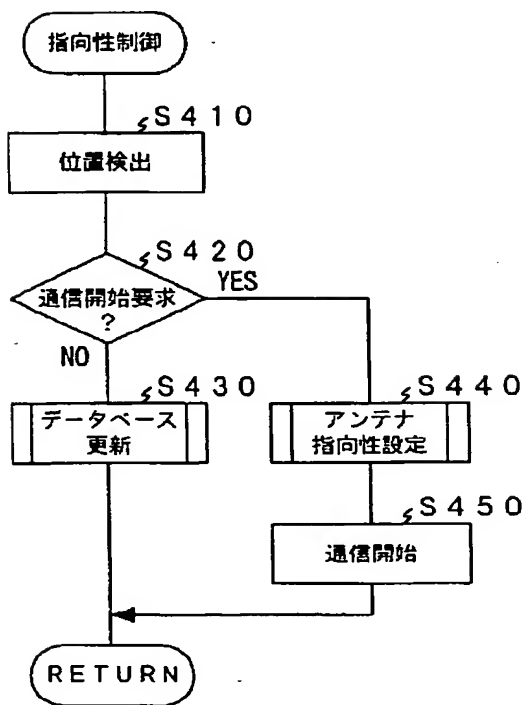 指向性制御
S410
位置検出
S420
通信開始要求
?
YES
NO
S430
データベース
更新
S440
アンテナ
指向性設定
S450
通信開始
RETURN